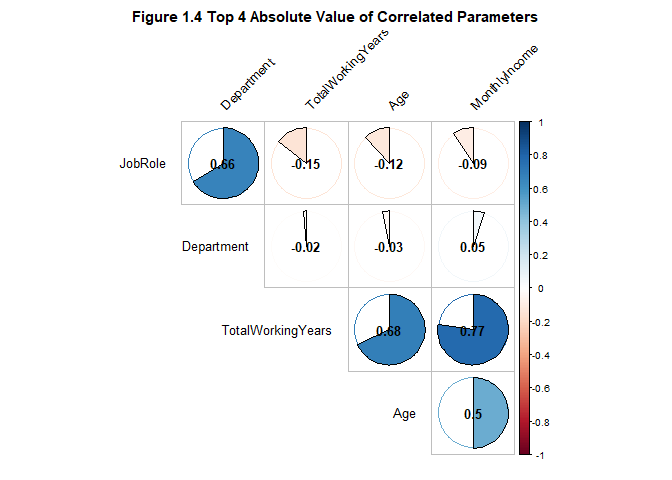 Figure 1.4 Top 4 Absolute Value of Correlated Parameters
Department
TotalWorkingYears
Age
MonthlyIncome
JobRole
0.66
-0.15
-0.12
-0.09
Department
-0.02
-0.03
0.05
TotalWorkingYears
0.68
0.77
Age
0.5
1
0.8
0.6
0.4
0.2
0
-0.2
-0.4
-0.6
-0.8
-1